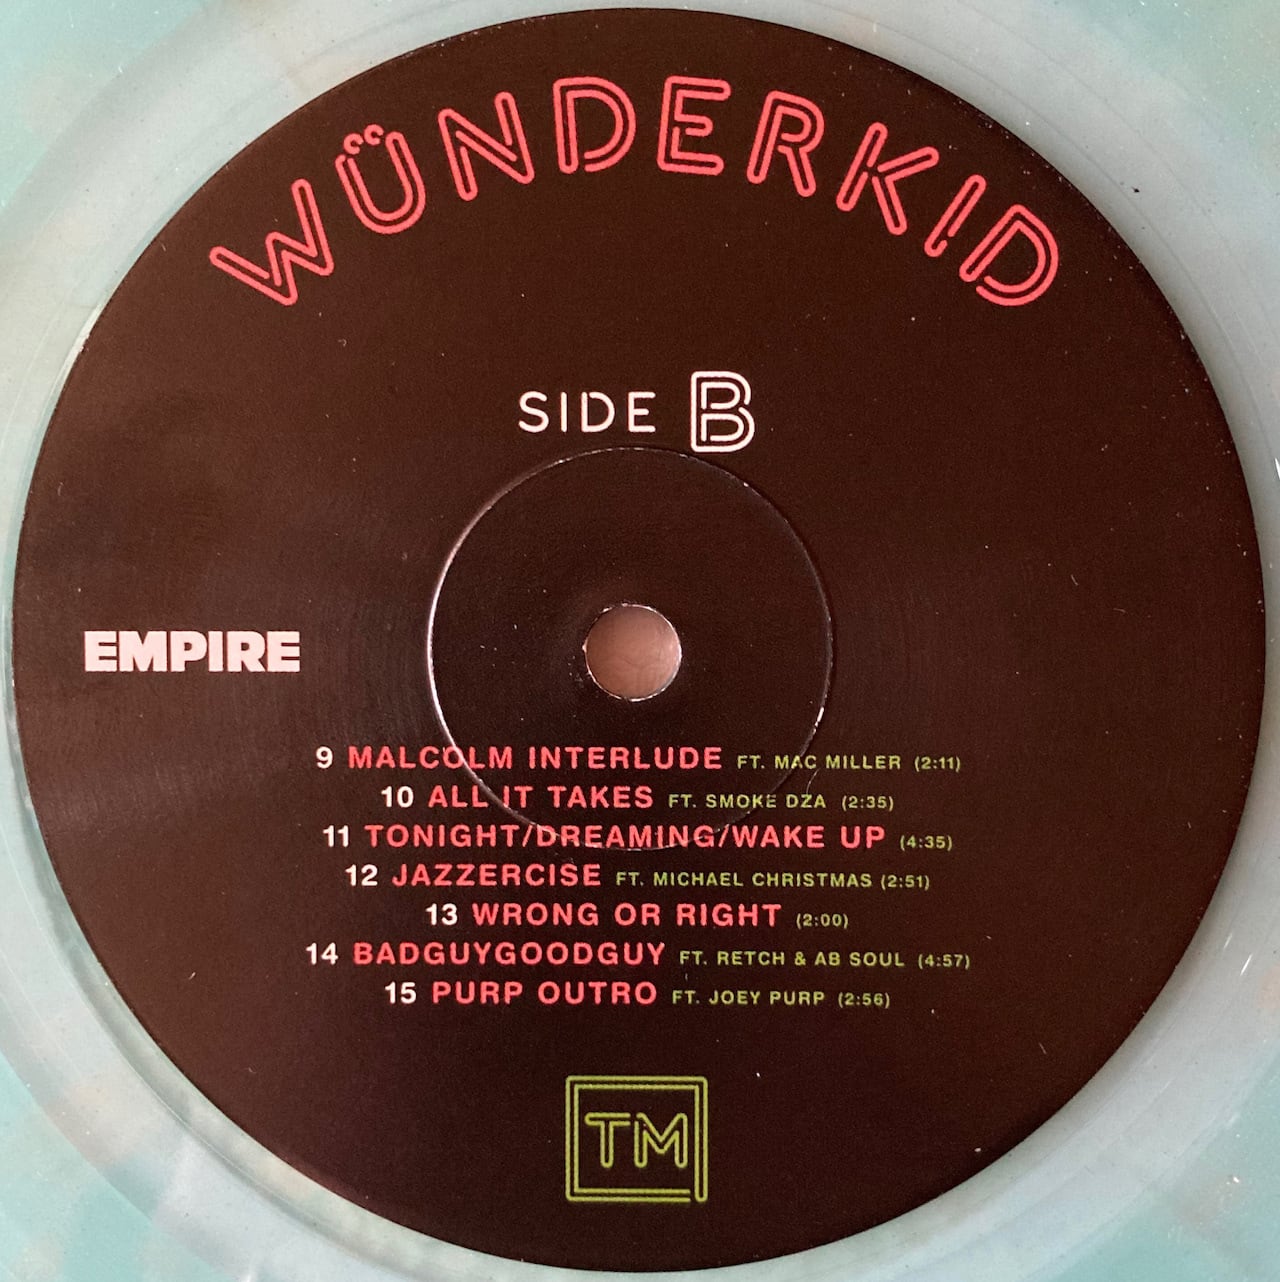 WÜNDERKID
SIDE B
EMPIRE
9 MALCOLM INTERLUDE FT. MAC MILLER (2:11)
10 ALL IT TAKES FT. SMOKE DZA (2:35)
11 TONIGHT/DREAMING/WAKE UP (4:35)
12 JAZZERCISE FT. MICHAEL CHRISTMAS (2:51)
13 WRONG OR RIGHT (2:00)
14 BADGUYGOODGUY FT. RETCH & AB SOUL (4:57)
15 PURP OUTRO FT. JOEY PURP (2:56)
TM